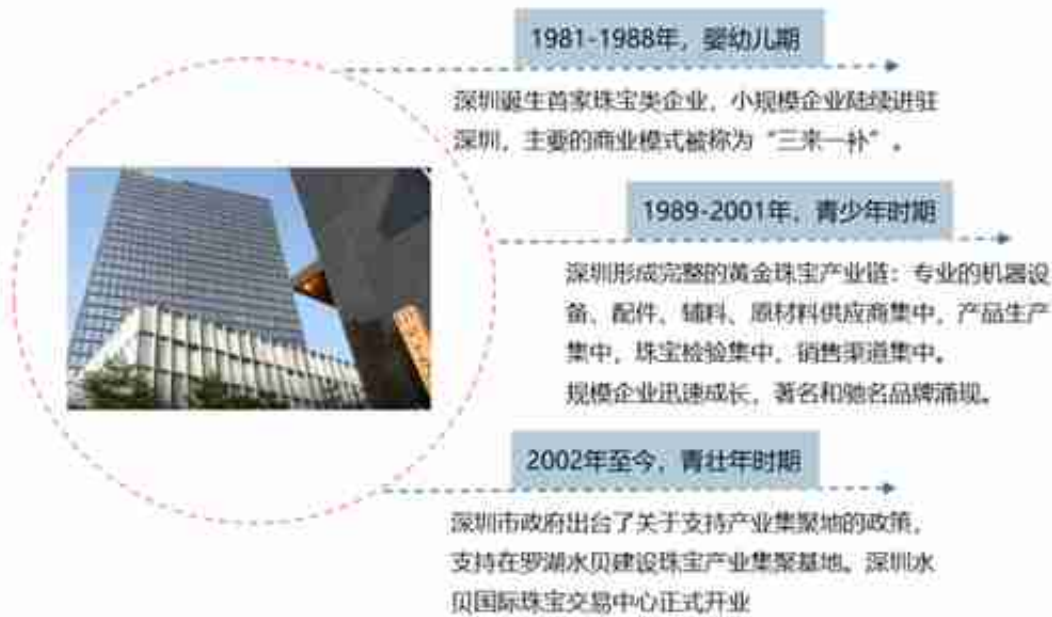 1981-1988年，婴幼儿期
深圳诞生首家珠宝类企业，小规模企业陆续进驻
深圳，主要的商业模式被称为“三来一补”。
1989-2001年，青少年时期
深圳形成完整的黄金珠宝产业链：专业的机器设
备、配件、辅料、原材料供应商集中，产品生产
集中，珠宝检验集中，销售渠道集中。
规模企业迅速成长，著名和驰名品牌涌现。
2002年至今，青壮年时期
深圳市政府出台了关于支持产业集聚地的政策，
支持在罗湖水贝建设珠宝产业集聚基地。深圳水
贝国际珠宝交易中心正式开业